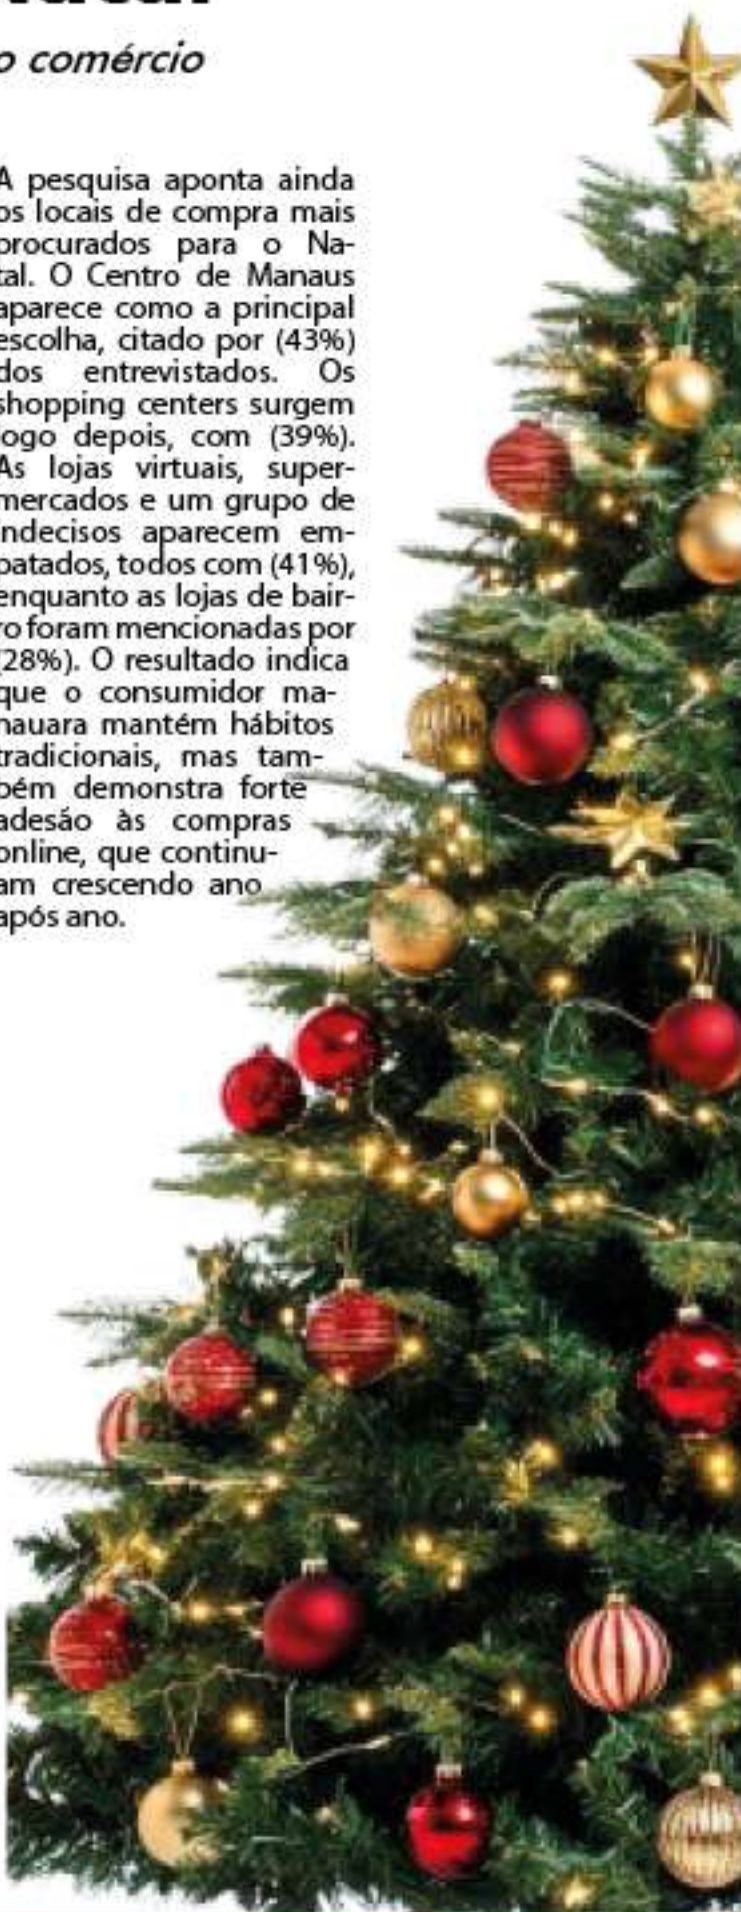 o comércio
A pesquisa aponta ainda
os locais de compra mais
procurados para o Na-
tal. O Centro de Manaus
aparece como a principal
escolha, citado por (43%)
dos entrevistados. Os
shopping centers surgem
logo depois, com (39%).
As lojas virtuais, super-
mercados e um grupo de
indecisos aparecem em-
patados, todos com (41%),
enquanto as lojas de bair-
ro foram mencionadas por
(28%). O resultado indica
que o consumidor ma-
nauara mantém hábitos
tradicionais, mas tam-
bém demonstra forte
adesão às compras
online, que continu-
am crescendo ano
após ano.